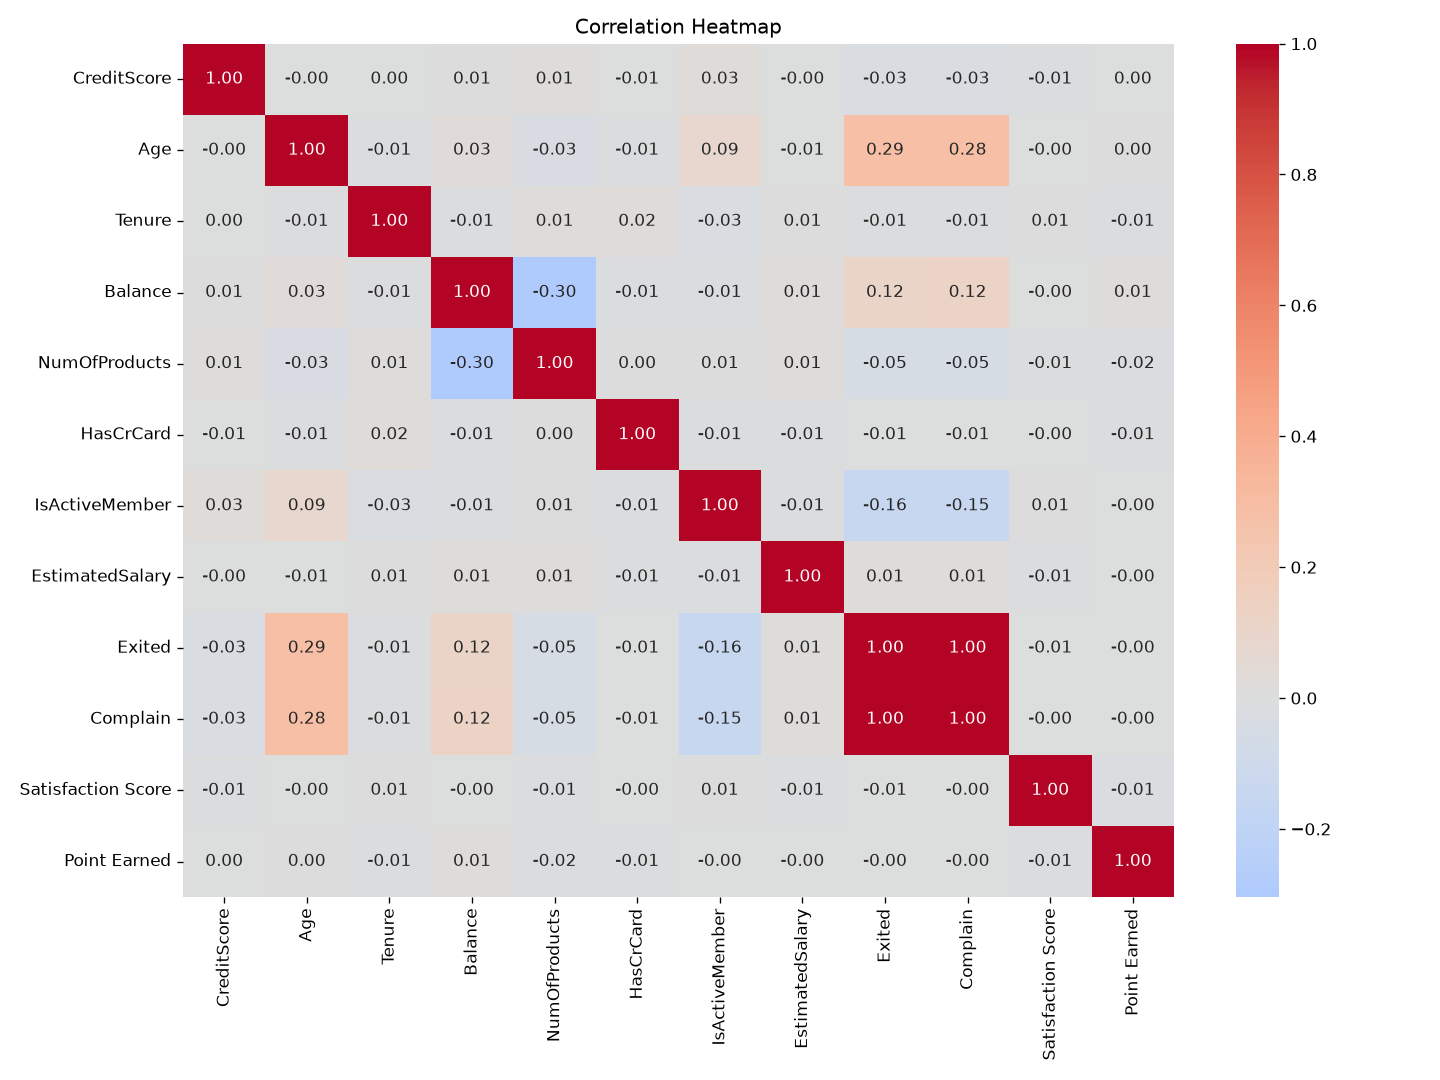 Correlation Heatmap
CreditScore 1.00 -0.00 0.00 0.01 0.01 -0.01 0.03 -0.00 -0.03 -0.03 -0.01 0.00
Age -0.00 1.00 -0.01 0.03 -0.03 -0.01 0.09 -0.01 0.29 0.28 -0.00 0.00
Tenure 0.00 -0.01 1.00 -0.01 0.01 0.02 -0.03 0.01 -0.01 -0.01 0.01 -0.01
Balance 0.01 0.03 -0.01 1.00 -0.30 -0.01 -0.01 0.01 0.12 0.12 -0.00 0.01
NumOfProducts 0.01 -0.03 0.01 -0.30 1.00 0.00 0.01 0.01 -0.05 -0.05 -0.01 -0.02
HasCrCard -0.01 -0.01 0.02 -0.01 0.00 1.00 -0.01 -0.01 -0.01 -0.01 -0.00 -0.01
IsActiveMember 0.03 0.09 -0.03 -0.01 0.01 -0.01 1.00 -0.01 -0.16 -0.15 0.01 -0.00
EstimatedSalary -0.00 -0.01 0.01 0.01 0.01 -0.01 -0.01 1.00 0.01 0.01 -0.01 -0.00
Exited -0.03 0.29 -0.01 0.12 -0.05 -0.01 -0.16 0.01 1.00 1.00 -0.01 -0.00
Complain -0.03 0.28 -0.01 0.12 -0.05 -0.01 -0.15 0.01 1.00 1.00 -0.00 -0.00
Satisfaction Score -0.01 -0.00 0.01 -0.00 -0.01 -0.00 0.01 -0.01 -0.01 -0.00 1.00 -0.01
Point Earned 0.00 0.00 -0.01 0.01 -0.02 -0.01 -0.00 -0.00 -0.00 -0.00 -0.01 1.00
CreditScore
Age
Tenure
Balance
NumOfProducts
HasCrCard
IsActiveMember
EstimatedSalary
Exited
Complain
Satisfaction Score
Point Earned
1.0
0.8
0.6
0.4
0.2
0.0
−0.2